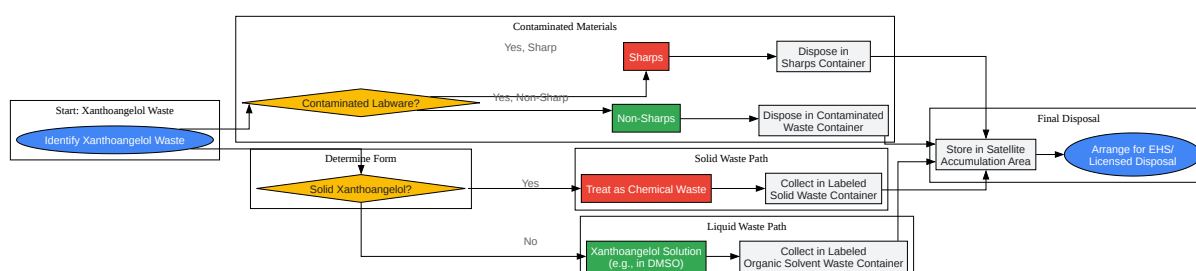 Contaminated Materials
Yes, Sharp
Sharps
Dispose in
Sharps Container
Contaminated Labware?
Yes, Non-Sharp
Non-Sharps
Dispose in Contaminated
Waste Container
Start: Xanthoangelol Waste
Identify Xanthoangelol Waste
Determine Form
Solid Xanthoangelol?
Yes
Solid Waste Path
Treat as Chemical Waste
Collect in Labeled
Solid Waste Container
No
Liquid Waste Path
Xanthoangelol Solution
(e.g., in DMSO)
Collect in Labeled
Organic Solvent Waste Container
Final Disposal
Store in Satellite
Accumulation Area
Arrange for EHS/
Licensed Disposal